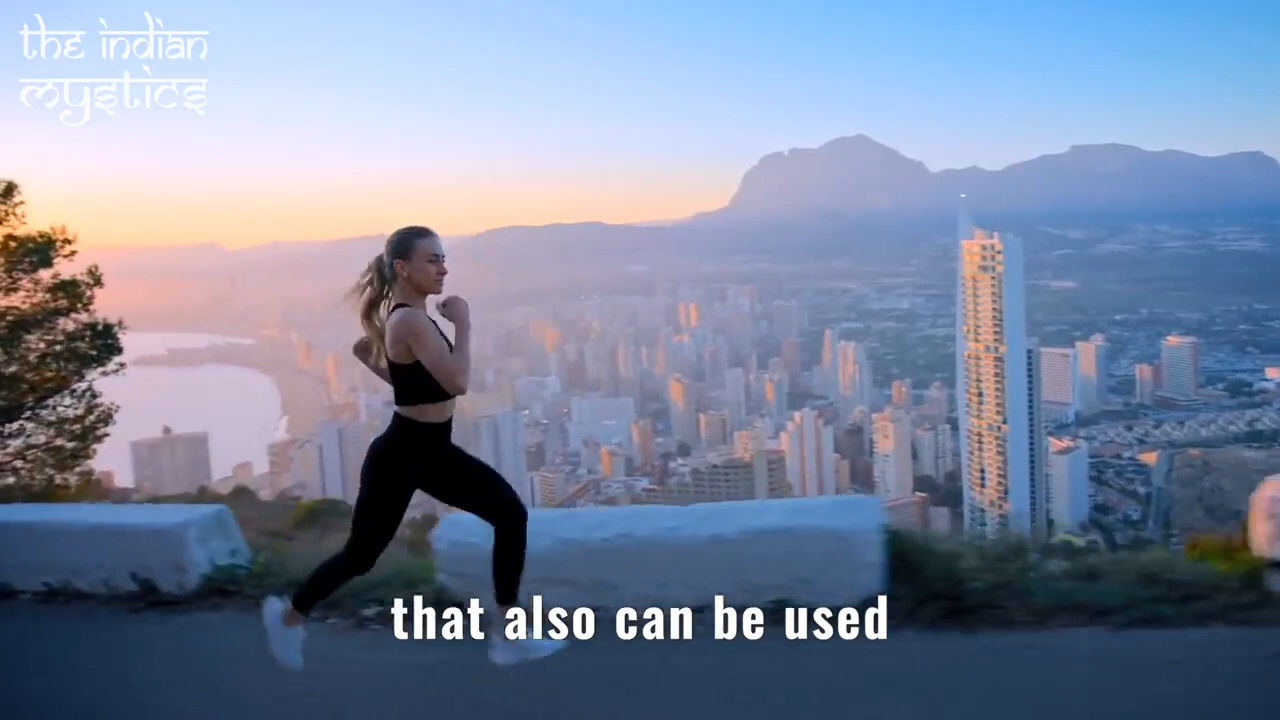 the indian
mystics
that also can be used